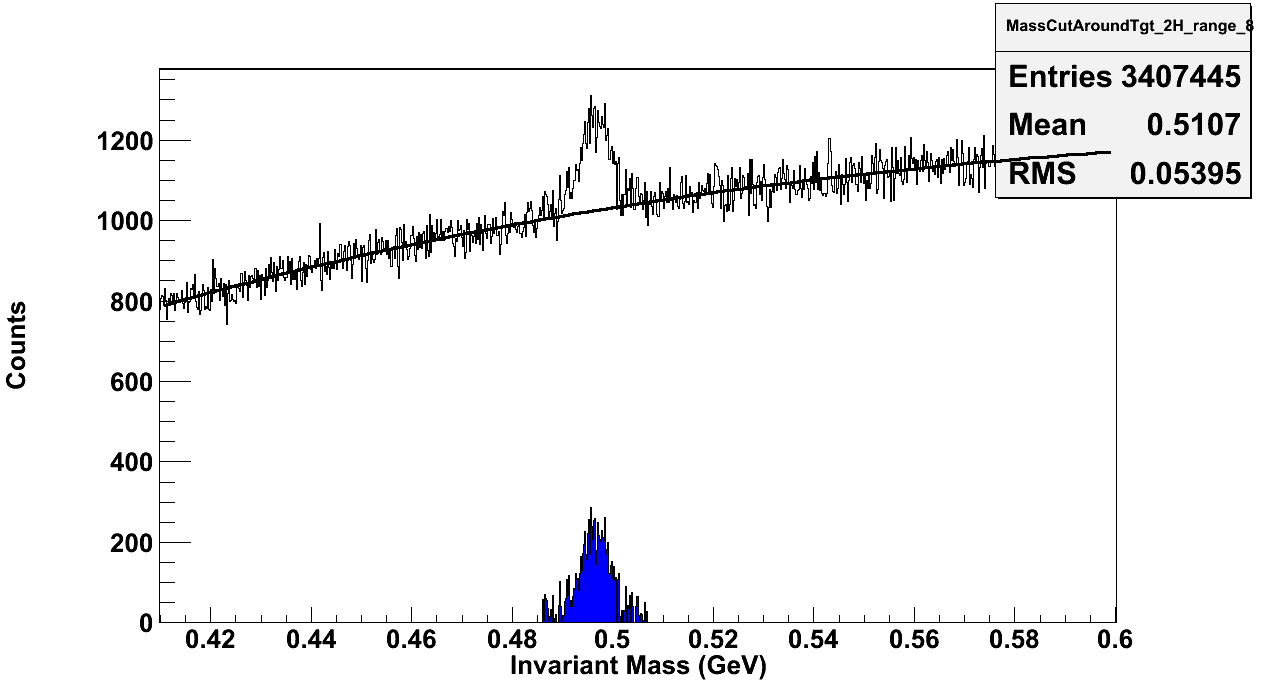 MassCutAroundTgt_2H_range_8
Entries 3407445
Mean 0.5107
RMS 0.05395
1200
1000
800
600
400
200
0
Counts
0.42 0.44 0.46 0.48 0.5 0.52 0.54 0.56 0.58 0.6
Invariant Mass (GeV)